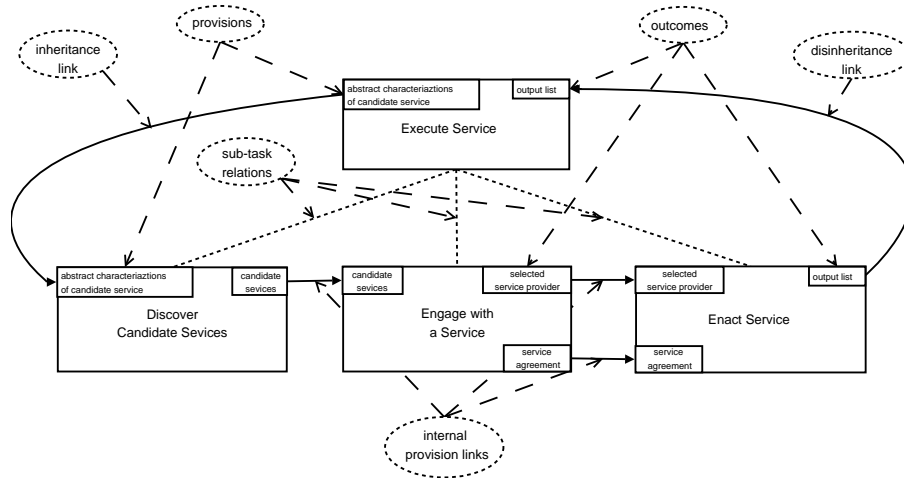 provisions
outcomes
inheritance
link
disinheritance
link
abstract characteriaztions
of candidate service
output list
Execute Service
sub-task
relations
abstract characteriaztions
of candidate service
candidate
sevices
Discover
Candidate Sevices
candidate
sevices
selected
service provider
Engage with
a Service
service
agreement
selected
service provider
output list
Enact Service
service
agreement
internal
provision links